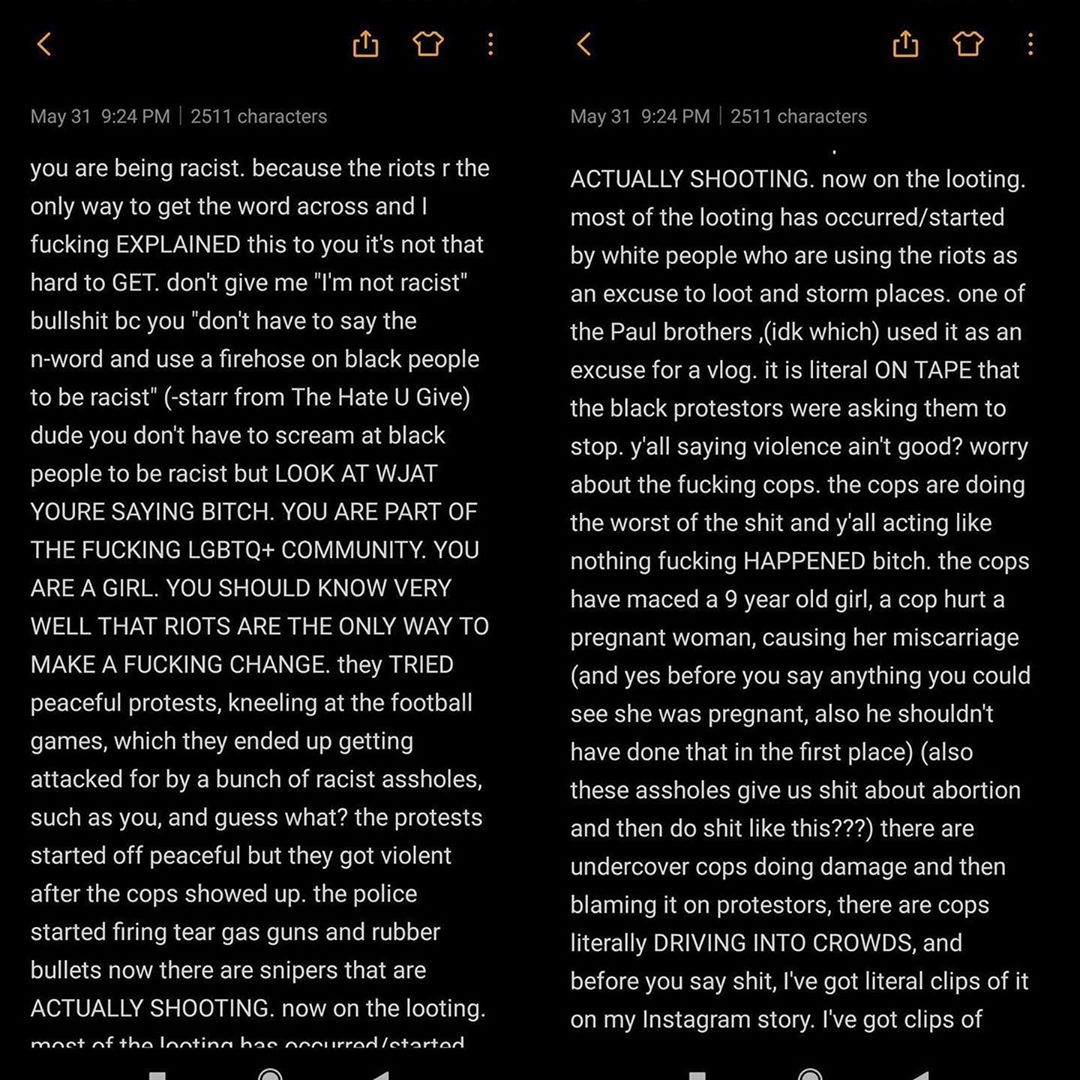 May 31 9:24 PM | 2511 characters
you are being racist. because the riots r the
only way to get the word across and I
fucking EXPLAINED this to you it's not that
hard to GET. don't give me "I'm not racist"
bullshit bc you "don't have to say the
n-word and use a firehose on black people
to be racist" (-starr from The Hate U Give)
dude you don't have to scream at black
people to be racist but LOOK AT WJAT
YOURE SAYING BITCH. YOU ARE PART OF
THE FUCKING LGBTQ+ COMMUNITY. YOU
ARE A GIRL. YOU SHOULD KNOW VERY
WELL THAT RIOTS ARE THE ONLY WAY TO
MAKE A FUCKING CHANGE. they TRIED
peaceful protests, kneeling at the football
games, which they ended up getting
attacked for by a bunch of racist assholes,
such as you, and guess what? the protests
started off peaceful but they got violent
after the cops showed up. the police
started firing tear gas guns and rubber
bullets now there are snipers that are
ACTUALLY SHOOTING. now on the looting.
most of the looting has occurred/started
May 31 9:24 PM | 2511 characters
ACTUALLY SHOOTING. now on the looting.
most of the looting has occurred/started
by white people who are using the riots as
an excuse to loot and storm places. one of
the Paul brothers ,(idk which) used it as an
excuse for a vlog. it is literal ON TAPE that
the black protestors were asking them to
stop. y'all saying violence ain't good? worry
about the fucking cops. the cops are doing
the worst of the shit and y'all acting like
nothing fucking HAPPENED bitch. the cops
have maced a 9 year old girl, a cop hurt a
pregnant woman, causing her miscarriage
(and yes before you say anything you could
see she was pregnant, also he shouldn't
have done that in the first place) (also
these assholes give us shit about abortion
and then do shit like this???) there are
undercover cops doing damage and then
blaming it on protestors, there are cops
literally DRIVING INTO CROWDS, and
before you say shit, I've got literal clips of it
on my Instagram story. I've got clips of